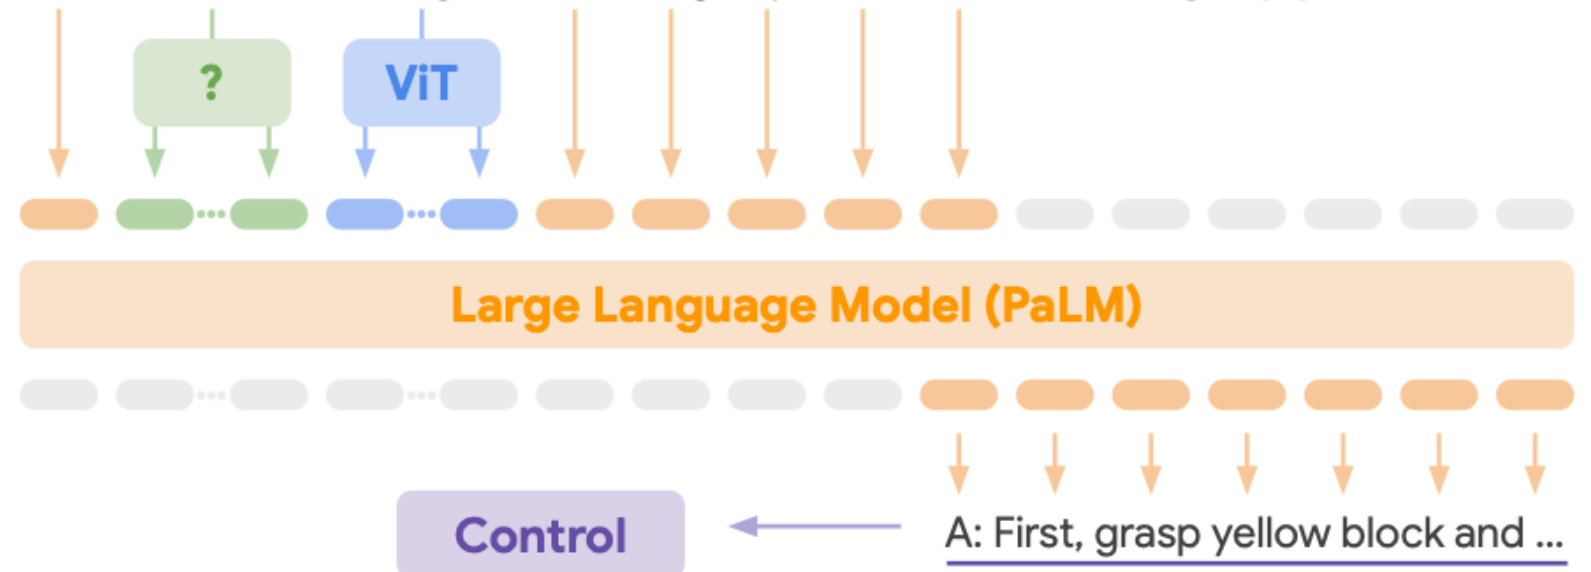 ?
ViT
Large Language Model (PaLM)
A: First, grasp yellow block and ...
Control